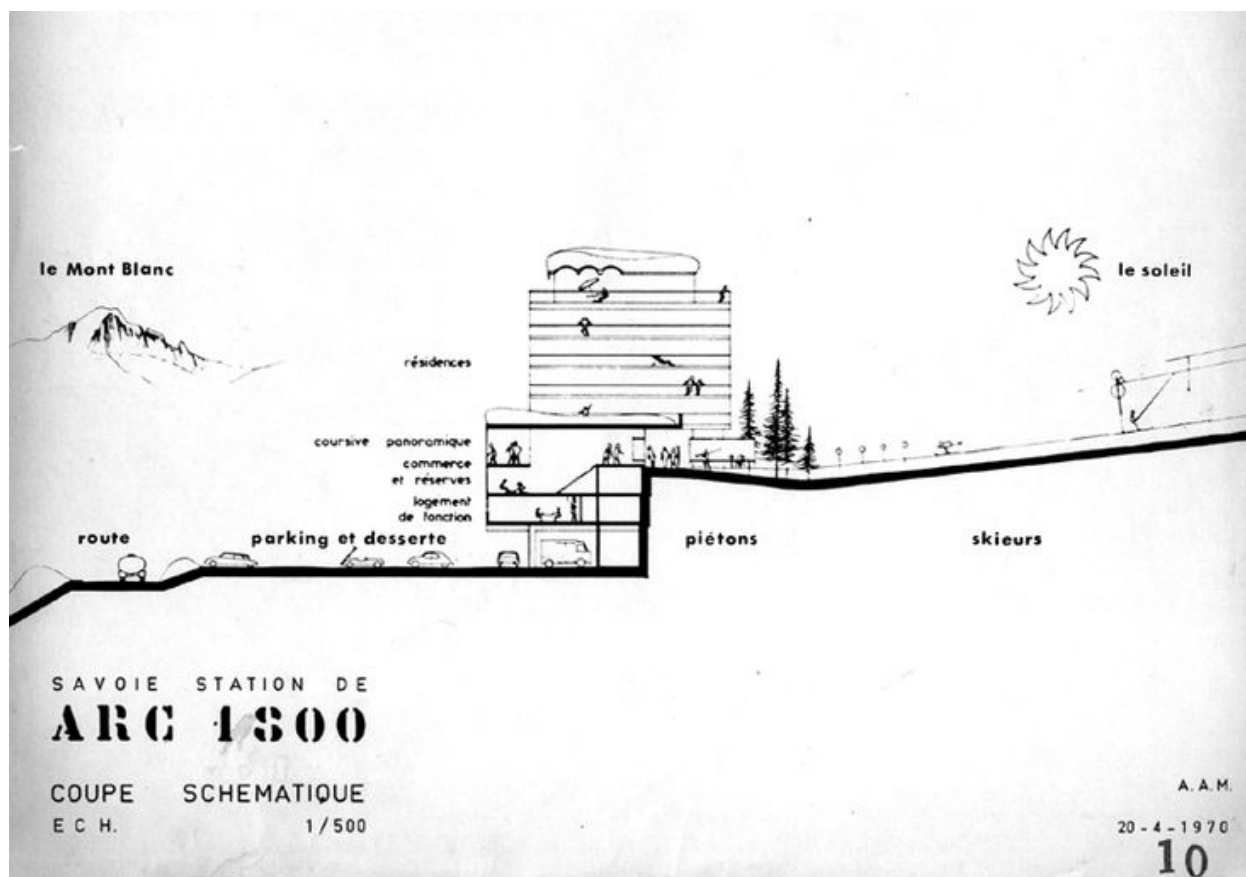 le Mont Blanc
le soleil
résidences
coursive panoramique
commerce
et réserves
logement
de fonction
route
parking et desserte
piétons
skieurs
SAVOIE STATION DE
ARC 1800
COUPE SCHEMATIQUE
ECH. 1/500
A.A.M.
20-4-1970
10